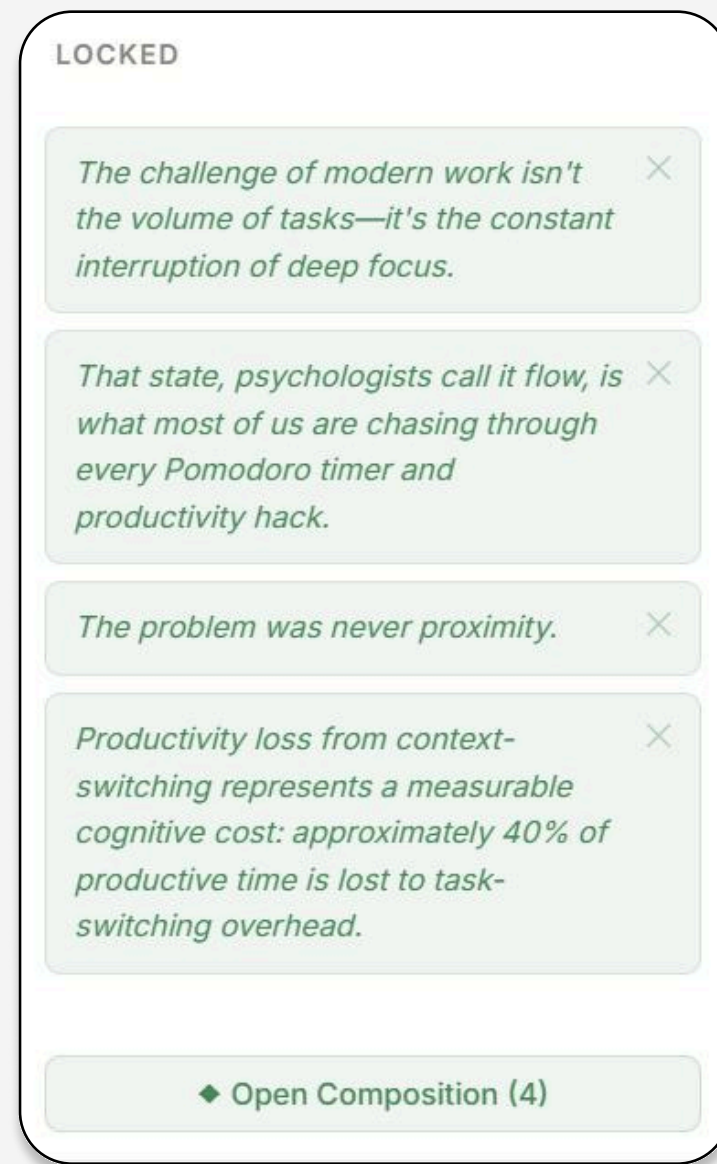 LOCKED
The challenge of modern work isn't
the volume of tasks—it's the constant
interruption of deep focus.
That state, psychologists call it flow, is
what most of us are chasing through
every Pomodoro timer and
productivity hack.
The problem was never proximity.
Productivity loss from context-
switching represents a measurable
cognitive cost: approximately 40% of
productive time is lost to task-
switching overhead.
◆ Open Composition (4)